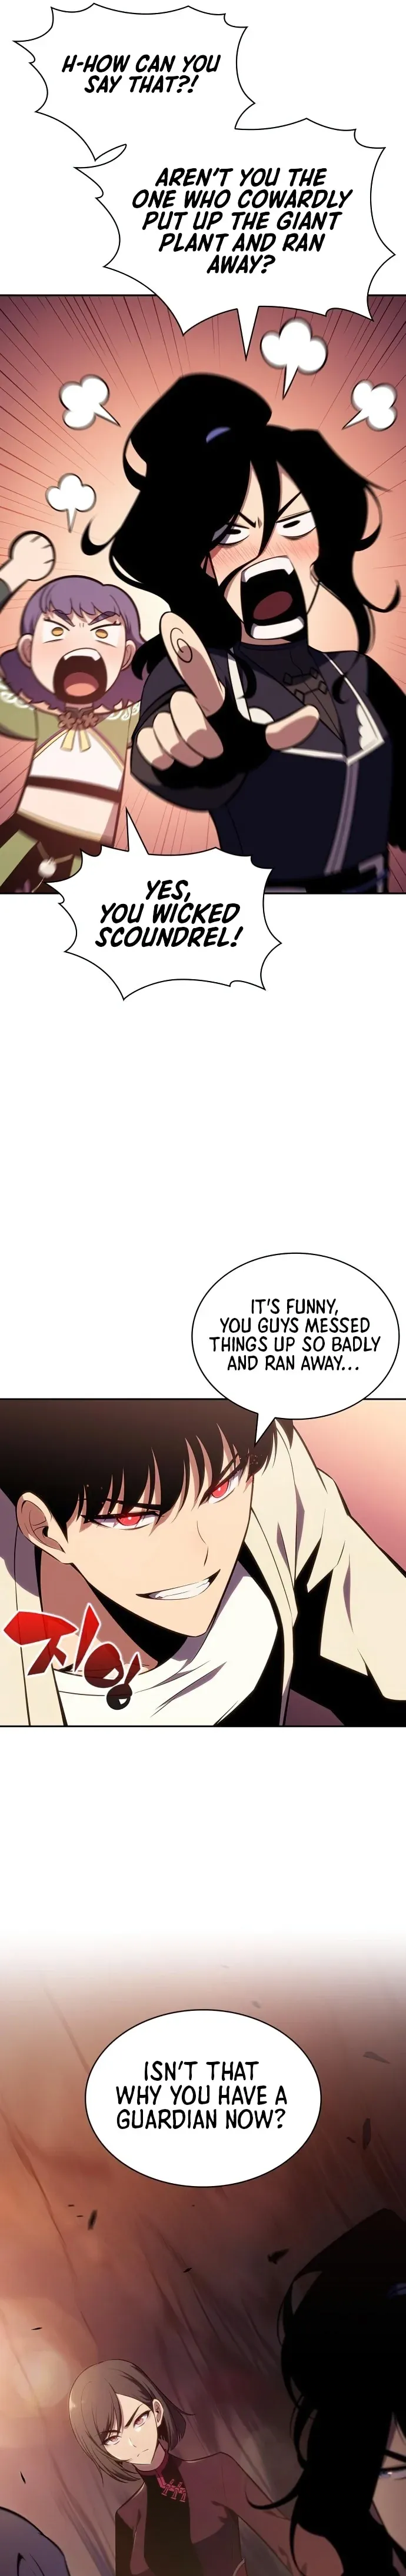 H-HOW CAN YOU
SAY THAT?!
AREN'T YOU THE
ONE WHO COWARDLY
PUT UP THE GIANT
PLANT AND RAN
AWAY?
YES,
YOU WICKED
SCOUNDREL!
IT'S FUNNY,
YOU GUYS MESSED
THINGS UP SO BADLY
AND RAN AWAY...
ISN'T THAT
WHY YOU HAVE A
GUARDIAN NOW?